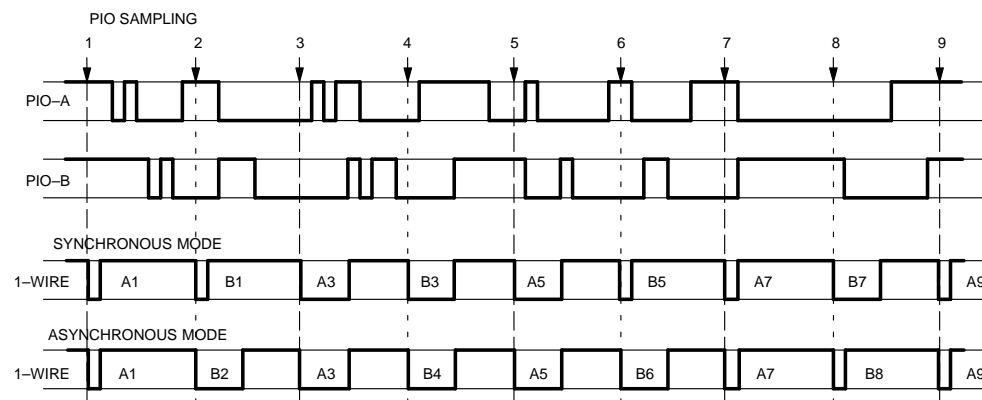 PIO SAMPLING
1 2 3 4 5 6 7 8 9
PIO–A
PIO–B
SYNCHRONOUS MODE
1–WIRE A1 B1 A3 B3 A5 B5 A7 B7 A9
ASYNCHRONOUS MODE
1–WIRE A1 B2 A3 B4 A5 B6 A7 B8 A9